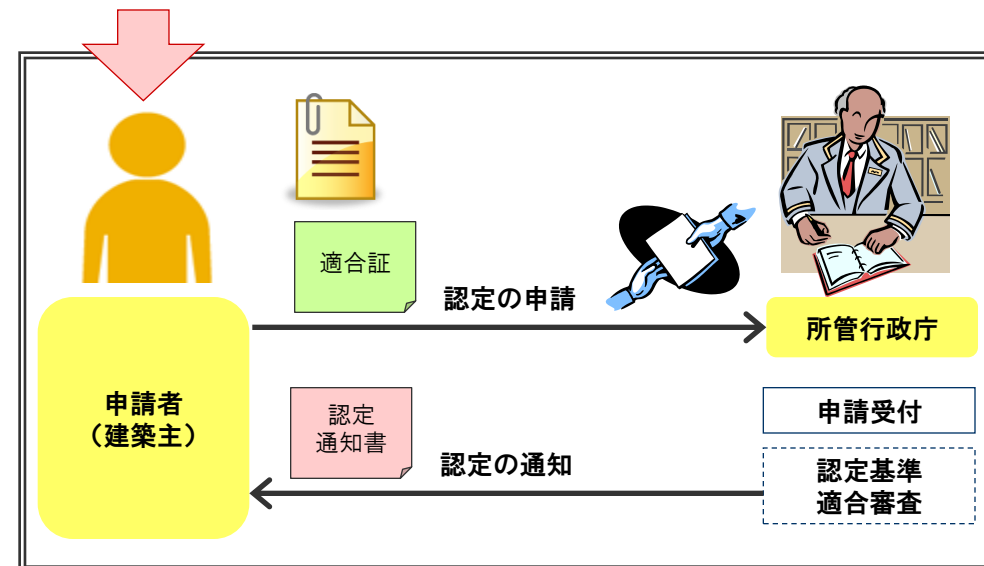 適合証
認定の申請
所管行政庁
申請者
(建築主)
認定
通知書
認定の通知
申請受付
認定基準
適合審査